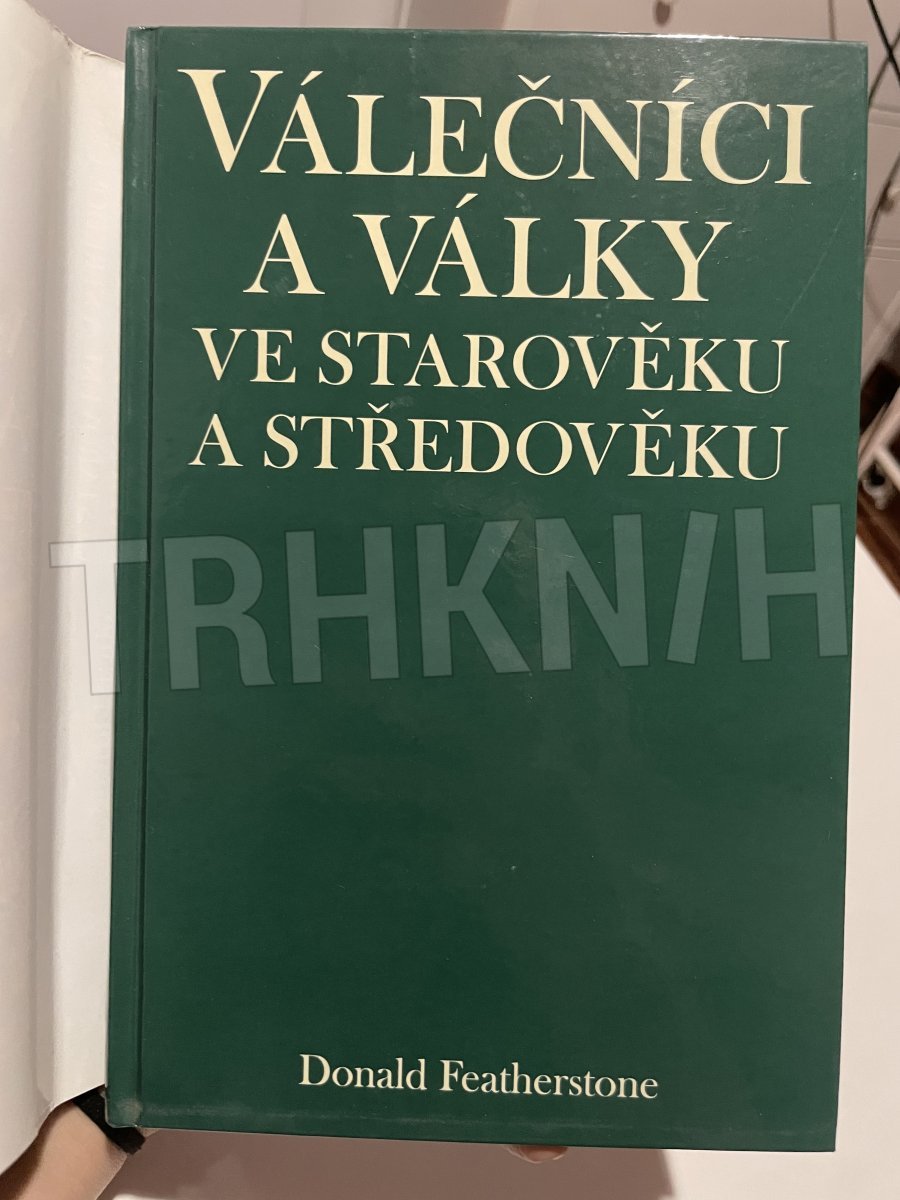 VÁLEČNÍCI
A VÁLKY
VE STAROVĚKU
A STŘEDOVĚKU
TRHKNIH
Donald Featherstone